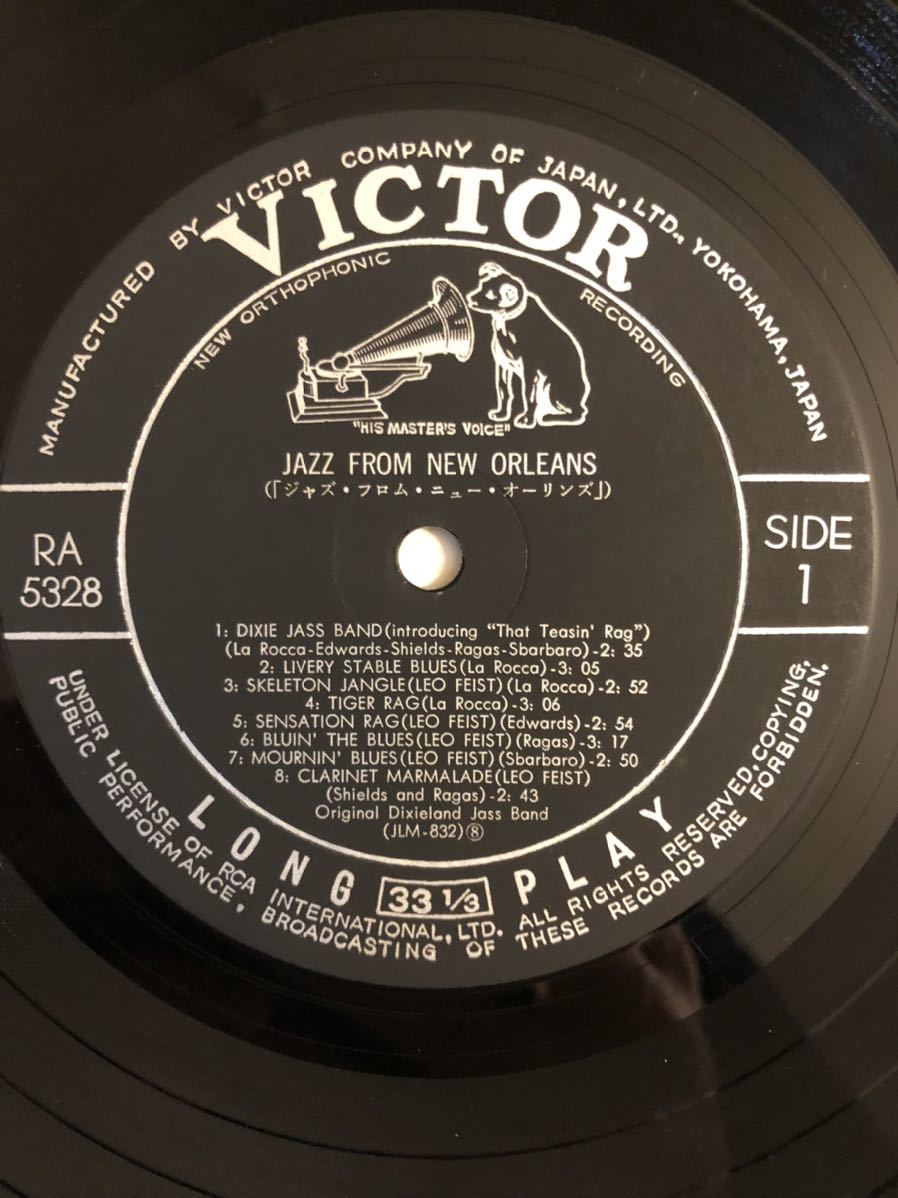 MANUFACTURED BY VICTOR COMPANY OF JAPAN, LTD., YOKOHAMA, JAPAN
VICTOR
NEW ORTHOPHONIC RECORDING
"HIS MASTER'S VOICE"
JAZZ FROM NEW ORLEANS
(「ジャズ・フロム・ニュー・オーリンズ」)
RA
5328
SIDE
1
1: DIXIE JASS BAND(introducing "That Teasin' Rag")
(La Rocca-Edwards-Shields-Ragas-Sbarbaro)-2: 35
2: LIVERY STABLE BLUES(La Rocca)-3: 05
3: SKELETON JANGLE(LEO FEIST)(La Rocca)-2: 52
4: TIGER RAG(La Rocca)-3: 06
5: SENSATION RAG(LEO FEIST)(Edwards)-2: 54
6: BLUIN' THE BLUES(LEO FEIST)(Ragas)-3: 17
7: MOURNIN' BLUES(LEO FEIST)(Sbarbaro)-2: 50
8: CLARINET MARMALADE(LEO FEIST)
(Shields and Ragas)-2: 43
Original Dixieland Jass Band
(JLM-832)⑧
LONG 33 1/3 PLAY
UNDER LICENSE OF RCA INTERNATIONAL, LTD. ALL RIGHTS RESERVED, COPYING,
PUBLIC PERFORMANCE, BROADCASTING OF THESE RECORDS ARE FORBIDDEN.